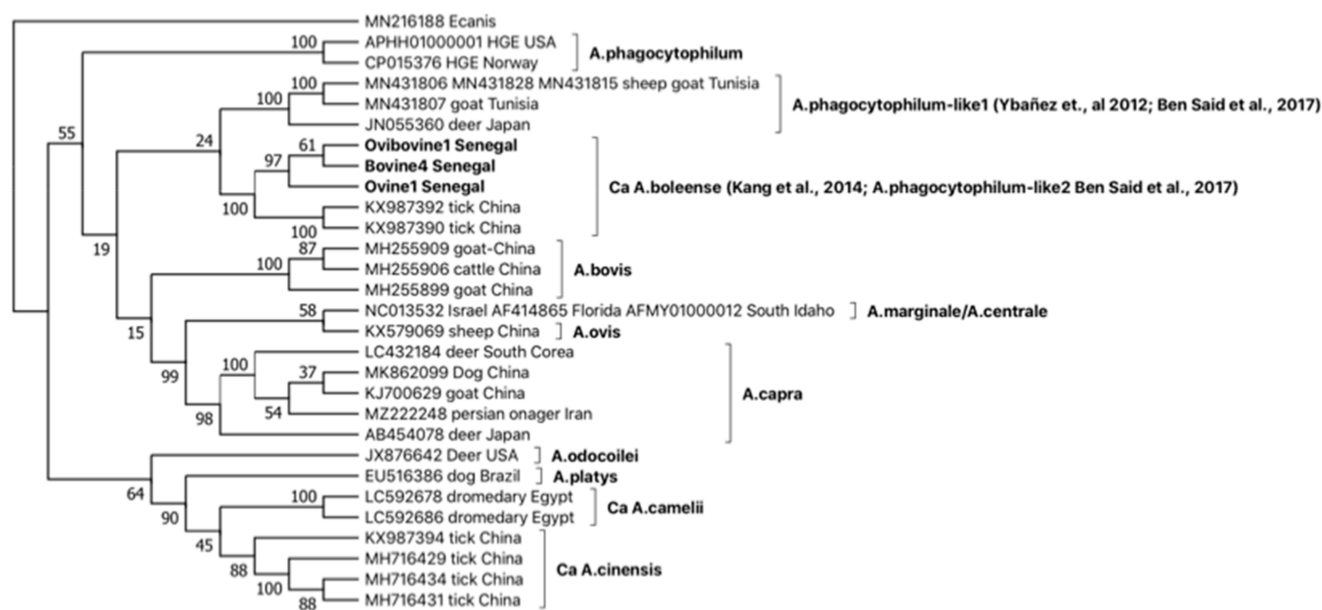 MN216188 Ecanis
100 APHH01000001 HGE USA
CP015376 HGE Norway
A.phagocytophilum
100 MN431806 MN431828 MN431815 sheep goat Tunisia
100 MN431807 goat Tunisia
JN055360 deer Japan
A.phagocytophilum-like1 (Ybañez et., al 2012; Ben Said et al., 2017)
55
24
61 Ovibovine1 Senegal
97 Bovine4 Senegal
Ovine1 Senegal
100 KX987392 tick China
100 KX987390 tick China
Ca A.boleense (Kang et al., 2014; A.phagocytophilum-like2 Ben Said et al., 2017)
19
87 MH255909 goat-China
100 MH255906 cattle China
MH255899 goat China
A.bovis
58 NC013532 Israel AF414865 Florida AFMY01000012 South Idaho A.marginale/A.centrale
15 KX579069 sheep China A.ovis
99
100 LC432184 deer South Corea
37 MK862099 Dog China
KJ700629 goat China
54 MZ222248 persian onager Iran
98 AB454078 deer Japan
A.capra
JX876642 Deer USA A.odocoilei
64 EU516386 dog Brazil A.platys
100 LC592678 dromedary Egypt
90 LC592686 dromedary Egypt
Ca A.camelii
45 KX987394 tick China
88 MH716429 tick China
100 MH716434 tick China
88 MH716431 tick China
Ca A.cinensis